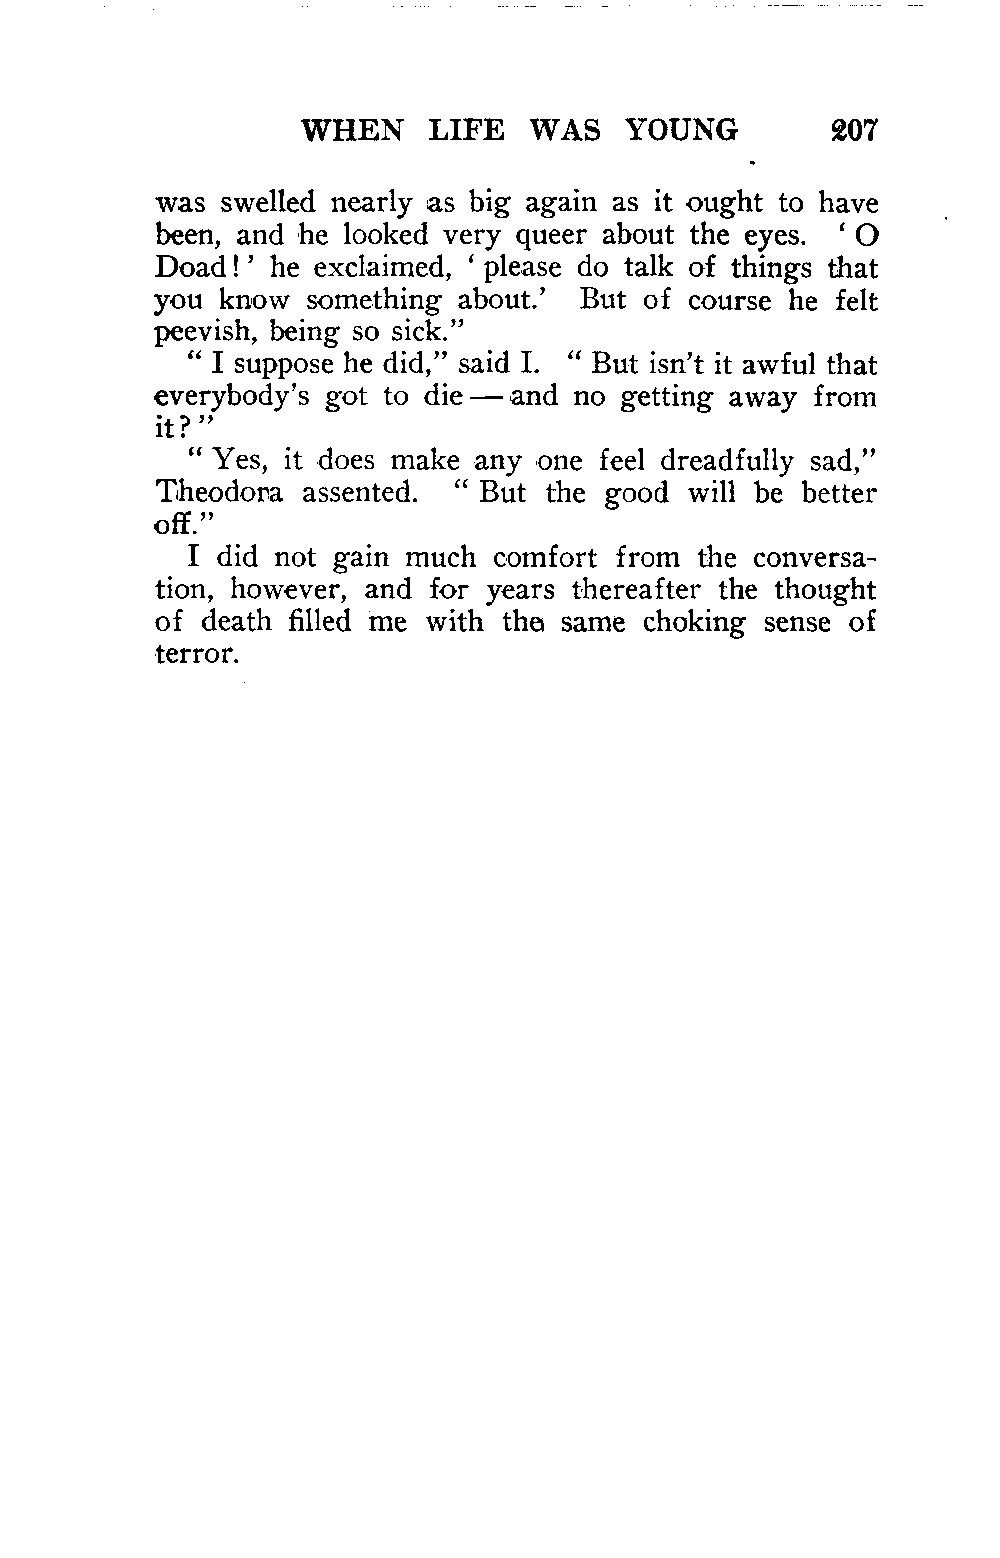 WHEN LIFE WAS YOUNG 207
was swelled nearly as big again as it ought to have
been, and he looked very queer about the eyes. ‘ O
Doad! ’ he exclaimed, ‘ please do talk of things that
you know something about.’ But of course he felt
peevish, being so sick.”
“ I suppose he did,” said I. “ But isn't it awful that
everybody's got to die — and no getting away from
it? ”
“ Yes, it does make any one feel dreadfully sad,”
Theodora assented. “ But the good will be better
off.”
I did not gain much comfort from the conversa-
tion, however, and for years thereafter the thought
of death filled me with the same choking sense of
terror.